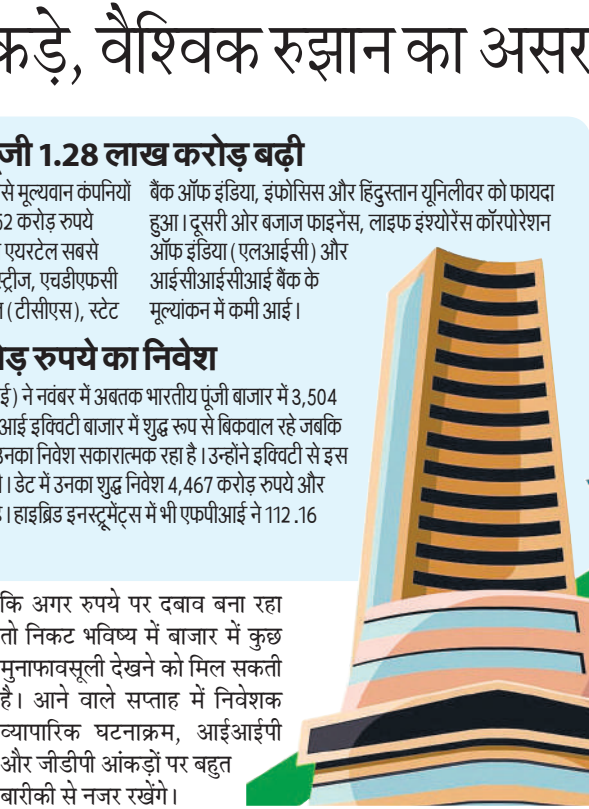 कड़े, वैश्विक रुझान का असर
1.28 लाख करोड़ बढ़ी
से मूल्यवान कंपनियों
करोड़ रुपये
एयरटेल सबसे
एचडीएफसी
(टीसीएस), स्टेट
बैंक ऑफ इंडिया, इंफोसिस और हिंदुस्तान यूनिलीवर को फायदा
हुआ। दूसरी ओर बजाज फाइनेंस, लाइफ इंश्योरेंस कॉरपोरेशन
ऑफ इंडिया (एलआईसी) और
आईसीआईसीआई बैंक के
मूल्यांकन में कमी आई।
रुपये का निवेश
ने नवंबर में अबतक भारतीय पूंजी बाजार में 3,504
आई इक्विटी बाजार में शुद्ध रूप से बिकवाल रहे जबकि
उनका निवेश सकारात्मक रहा है। उन्होंने इक्विटी से इस
। डेट में उनका शुद्ध निवेश 4,467 करोड़ रुपये और
। हाइब्रिड इनस्ट्रूमेंट्स में भी एफपीआई ने 112.16
कि अगर रुपये पर दबाव बना रहा
तो निकट भविष्य में बाजार में कुछ
मुनाफावसूली देखने को मिल सकती
है। आने वाले सप्ताह में निवेशक
व्यापारिक घटनाक्रम, आईआईपी
और जीडीपी आंकड़ों पर बहुत
बारीकी से नजर रखेंगे।